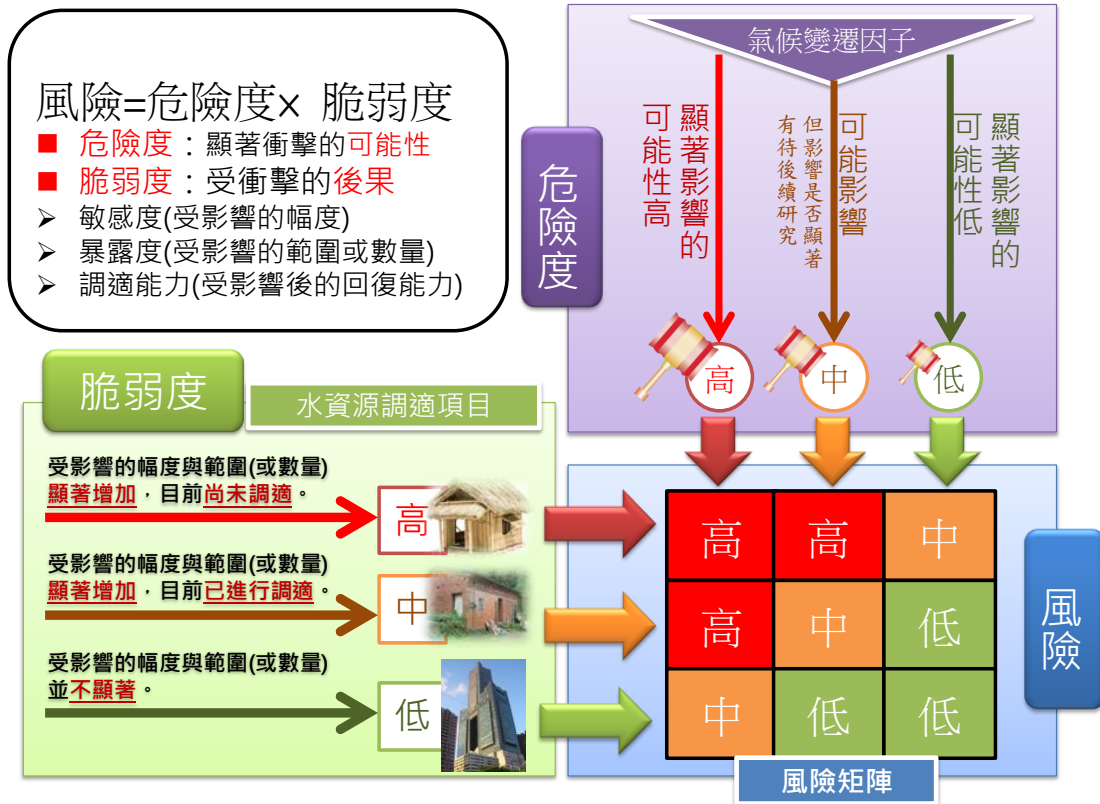 風險=危險度× 脆弱度
■ 危險度：顯著衝擊的可能性
■ 脆弱度：受衝擊的後果
➢ 敏感度(受影響的幅度)
➢ 暴露度(受影響的範圍或數量)
➢ 調適能力(受影響後的回復能力)
氣候變遷因子
危險度
顯著影響的
可能性高
可能影響
但影響是否顯著
有待後續研究
顯著影響的
可能性低
高
中
低
脆弱度
水資源調適項目
受影響的幅度與範圍(或數量)
顯著增加，目前尚未調適。
高
受影響的幅度與範圍(或數量)
顯著增加，目前已進行調適。
中
受影響的幅度與範圍(或數量)
並不顯著。
低
高 高 中
高 中 低
中 低 低
風險
風險矩陣